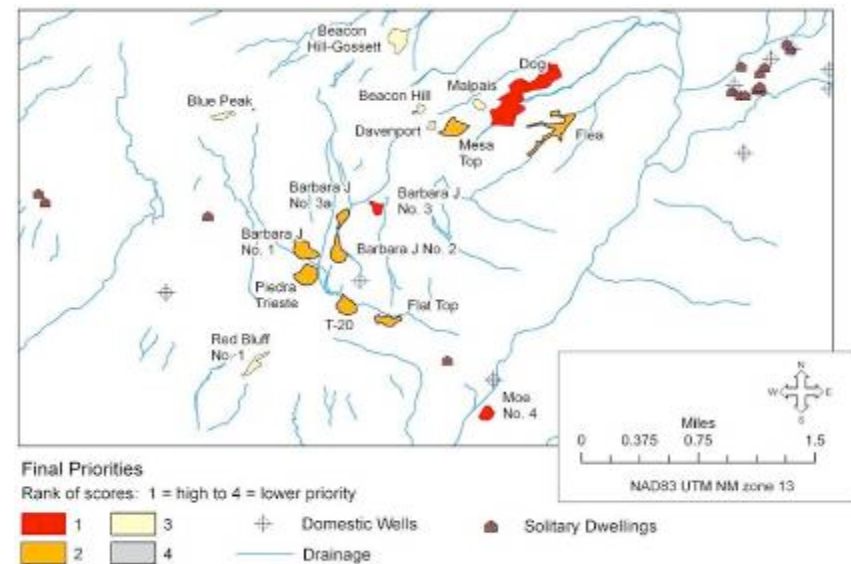 Beacon
Hill-Gossett
Dog
Malpais
Beacon Hill
Blue Peak
Davenport
Mesa
Top
Flea
Barbara J
No. 3a
Barbara J
No. 3
Barbara J
No. 1
Barbara J No. 2
Piedra
Trieste
Flat Top
T-20
Red Bluff
No. 1
Moe
No. 4
N
W E
S
Miles
0 0.375 0.75 1.5
NAD83 UTM NM zone 13
Final Priorities
Rank of scores: 1 = high to 4 = lower priority
1 3 Domestic Wells Solitary Dwellings
2 4 Drainage